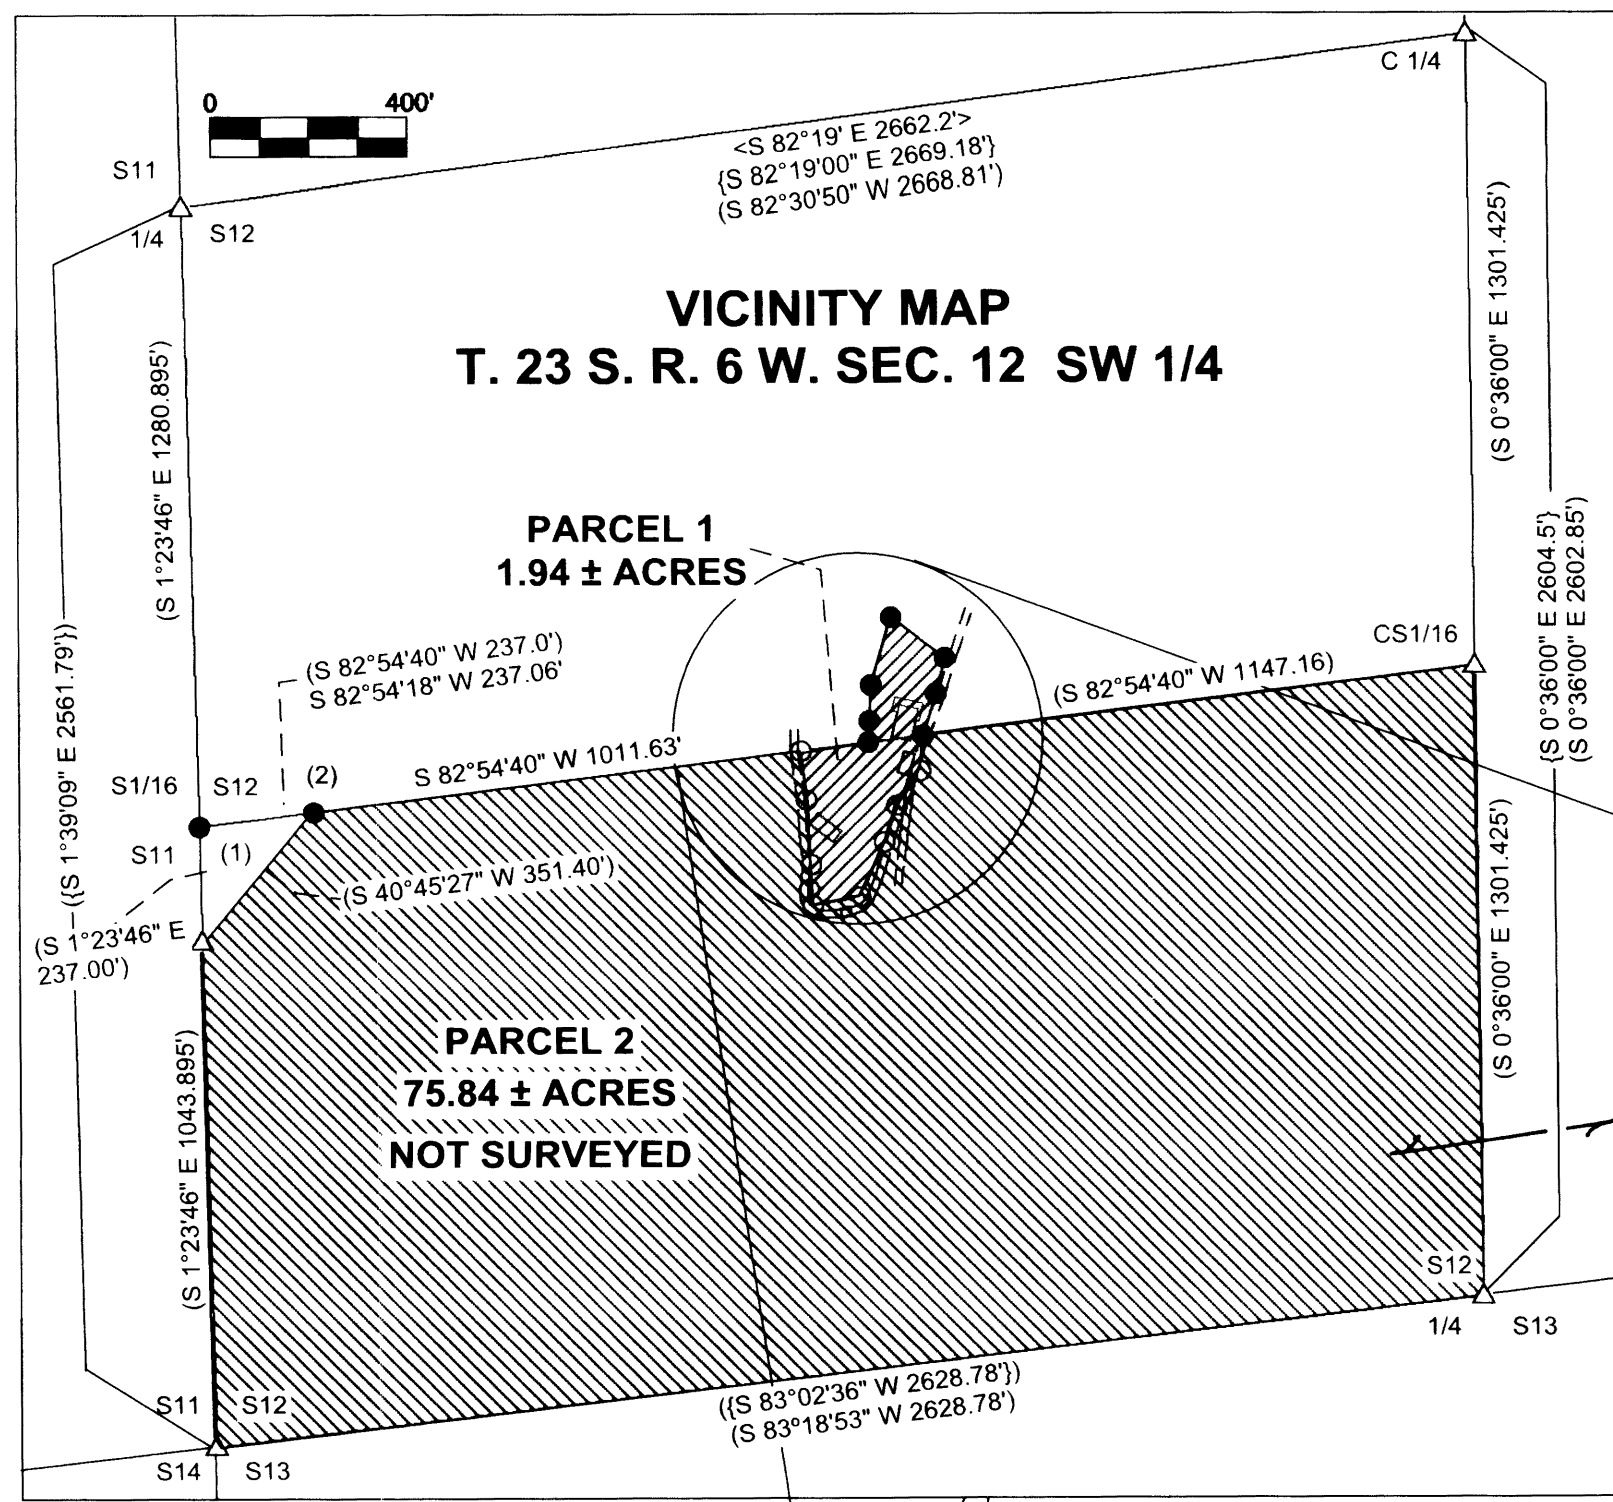 C 1/4
0 400'
<S 82°19' E 2662.2'>
{S 82°19'00" E 2669.18'}
(S 82°30'50" W 2668.81')
S11
1/4 S12
VICINITY MAP
T. 23 S. R. 6 W. SEC. 12 SW 1/4
(S 0°36'00" E 1301.425')
(S 1°23'46" E 1280.895')
PARCEL 1
1.94 ± ACRES
{S 0°36'00" E 2604.5'}
(S 0°36'00" E 2602.85')
CS1/16
({S 1°39'09" E 2561.79'})
(S 82°54'40" W 237.0')
S 82°54'18" W 237.06'
(S 82°54'40" W 1147.16)
S 82°54'40" W 1011.63'
S1/16 S12 (2)
S11 (1)
(S 40°45'27" W 351.40')
(S 1°23'46" E
237.00')
(S 0°36'00" E 1301.425')
PARCEL 2
75.84 ± ACRES
NOT SURVEYED
(S 1°23'46" E 1043.895')
S12
1/4 S13
({S 83°02'36" W 2628.78'})
(S 83°18'53" W 2628.78')
S11 S12
S14 S13